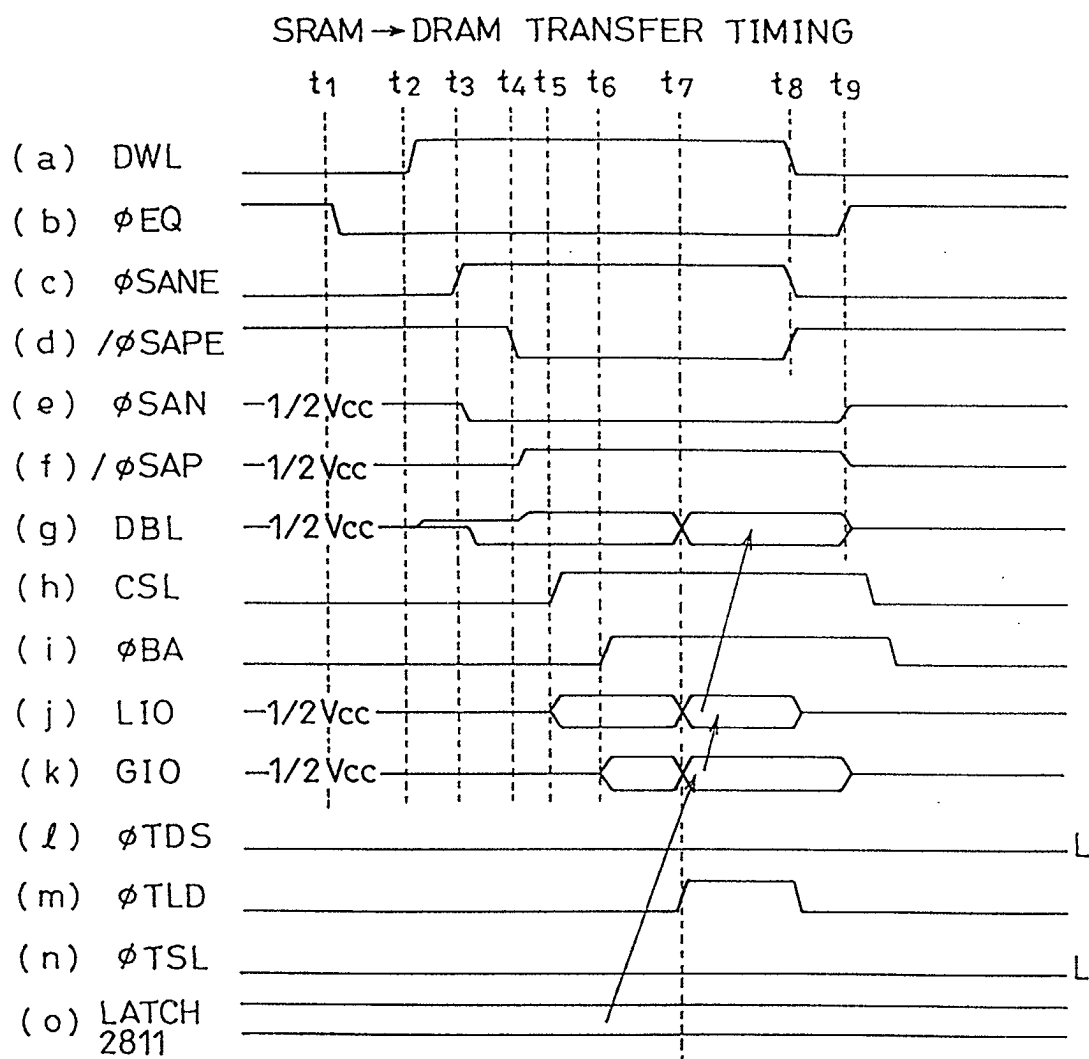 SRAM→DRAM TRANSFER TIMING
t1 t2 t3 t4 t5 t6 t7 t8 t9
(a) DWL
(b) φEQ
(c) φSANE
(d) /φSAPE
(e) φSAN 1/2Vcc
(f) /φSAP 1/2Vcc
(g) DBL 1/2Vcc
(h) CSL
(i) φBA
(j) LIO 1/2Vcc
(k) GIO 1/2Vcc
(ℓ) φTDS L
(m) φTLD
(n) φTSL L
(o) LATCH
2811